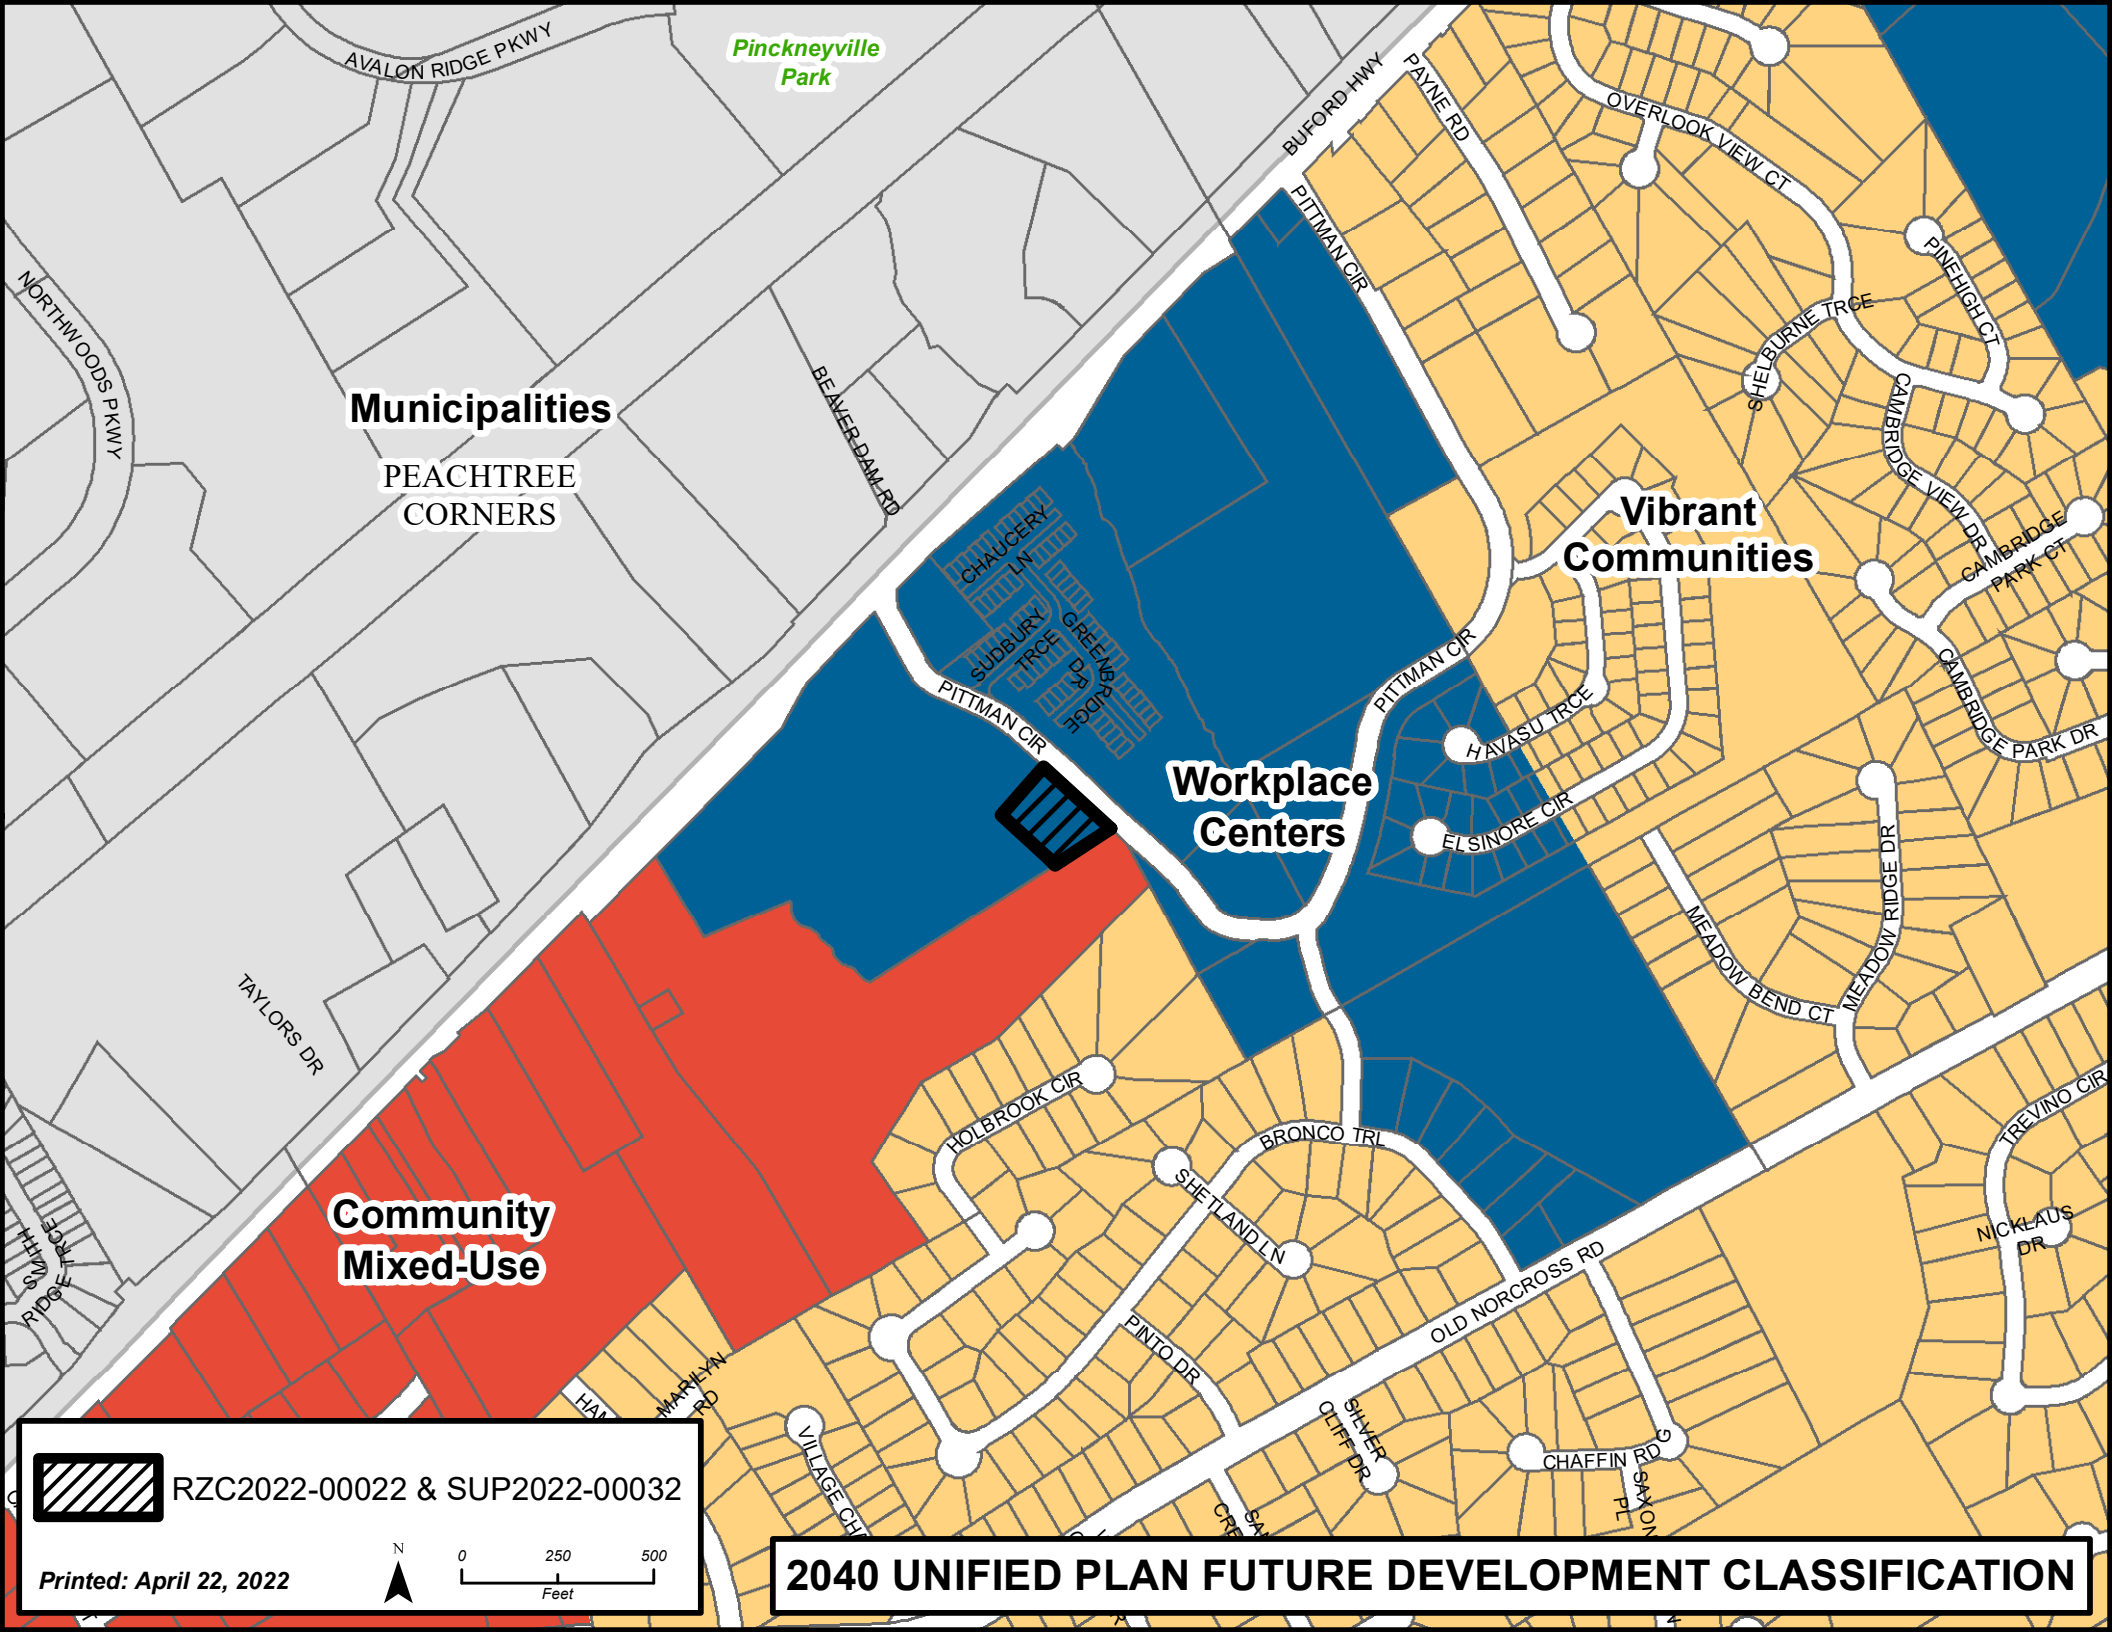 AVALON RIDGE PKWY
Pinckneyville
Park
BUFORD HWY
PAYNE RD
OVERLOOK VIEW CT
PITTMAN CIR
PINEHIGH CT
NORTHWOODS PKWY
SHELBURNE TRCE
BEAVER DAM RD
Municipalities
PEACHTREE
CORNERS
CAMBRIDGE VIEW DR
Vibrant
Communities
CAMBRIDGE
PARK CT
CHAUCERY
LN
SUDBURY
TRCE
GREENBRIDGE
DR
PITTMAN CIR
PITTMAN CIR
HAVASU TRCE
CAMBRIDGE PARK DR
Workplace
Centers
ELSINORE CIR
MEADOW RIDGE DR
MEADOW BEND CT
TAYLORS DR
HOLBROOK CIR
BRONCO TRL
TREVINO CIR
SHETLAND LN
NICKLAUS
DR
Community
Mixed-Use
SMITH
RIDGE TRCE
OLD NORCROSS RD
PINTO DR
MARILYN
RD
HAM
SILVER
CLIFF DR
VILLAGE CHA
CHAFFIN RD
G
SAXON
PL
RZC2022-00022 & SUP2022-00032
Printed: April 22, 2022
N
0 250 500
Feet
2040 UNIFIED PLAN FUTURE DEVELOPMENT CLASSIFICATION